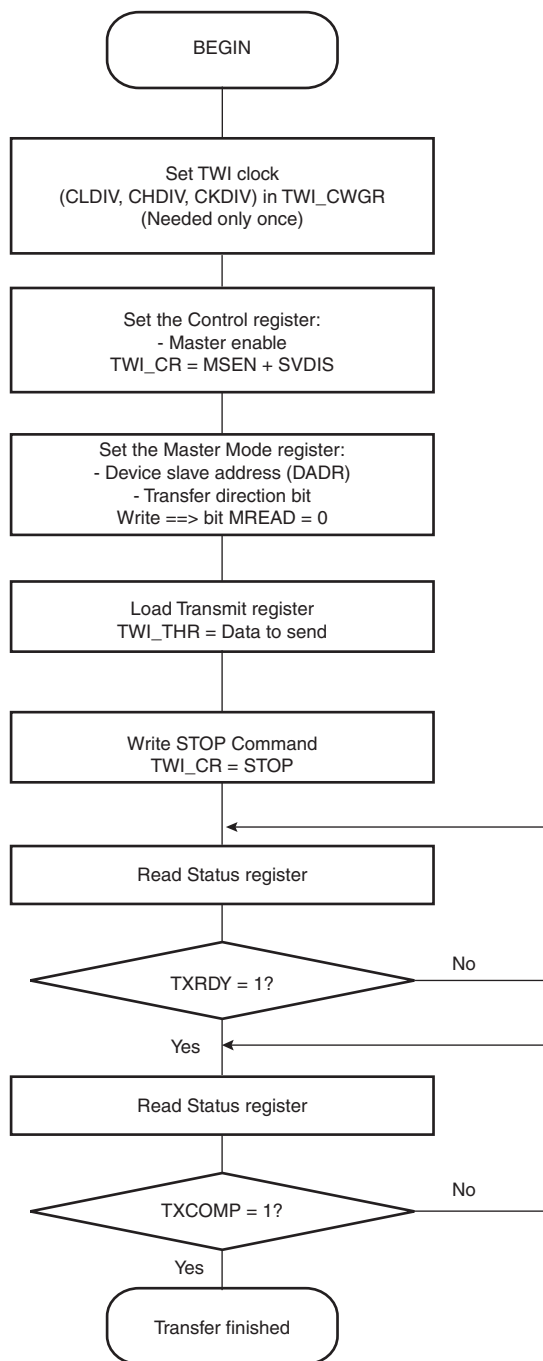 BEGIN
Set TWI clock
(CLDIV, CHDIV, CKDIV) in TWI_CWGR
(Needed only once)
Set the Control register:
- Master enable
TWI_CR = MSEN + SVDIS
Set the Master Mode register:
- Device slave address (DADR)
- Transfer direction bit
Write ==> bit MREAD = 0
Load Transmit register
TWI_THR = Data to send
Write STOP Command
TWI_CR = STOP
Read Status register
TXRDY = 1?
No
Yes
Read Status register
TXCOMP = 1?
No
Yes
Transfer finished